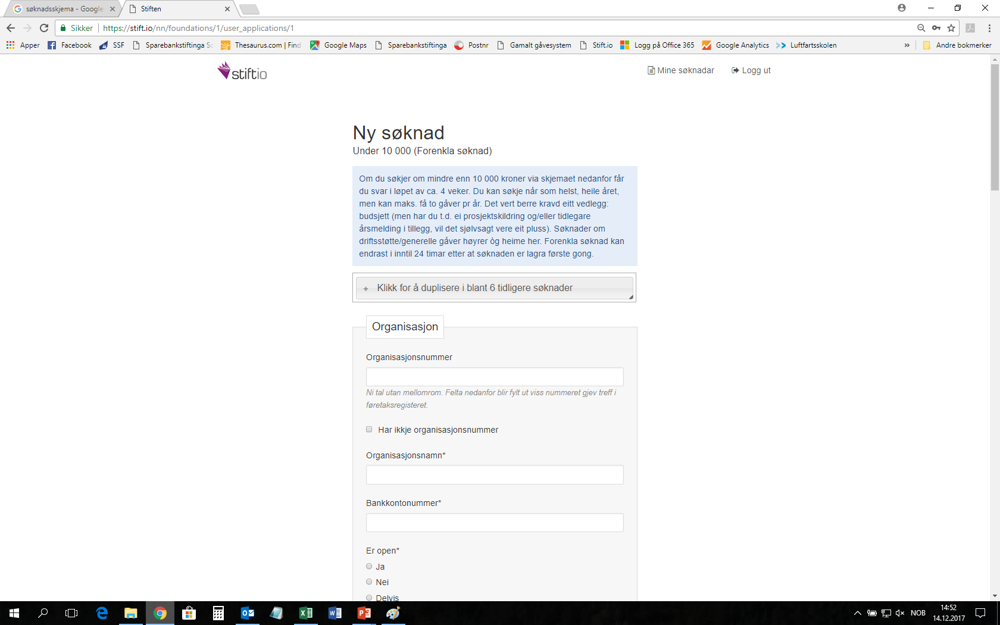 søknadsskjema - Google
Stiften
Sikker
https://stift.io/nn/foundations/1/user_applications/1
Apper
Facebook
SSF
Sparebankstiftinga So
Thesaurus.com | Find
Google Maps
Sparebankstiftinga
Postnr
Gamalt gåvesystem
Stift.io
Logg på Office 365
Google Analytics
Luftfartsskolen
»
Andre bokmerker
stiftio
Mine søknadar
Logg ut
Ny søknad
Under 10 000 (Forenkla søknad)
Om du søkjer om mindre enn 10 000 kroner via skjemaet nedanfor får
du svar i løpet av ca. 4 veker. Du kan søkje når som helst, heile året,
men kan maks. få to gåver pr år. Det vert berre kravd eitt vedlegg:
budsjett (men har du t.d. ei prosjektskildring og/eller tidlegare
årsmelding i tillegg, vil det sjølvsagt vere eit pluss). Søknader om
driftsstøtte/generelle gåver høyrer òg heime her. Forenkla søknad kan
endrast i inntil 24 timar etter at søknaden er lagra første gong.
+ Klikk for å duplisere i blant 6 tidligere søknader
Organisasjon
Organisasjonsnummer
Ni tal utan mellomrom. Felta nedanfor blir fylt ut viss nummeret gjev treff i
føretaksregisteret.
Har ikkje organisasjonsnummer
Organisasjonsnamn*
Bankkontonummer*
Er open*
Ja
Nei
Delvis
NOB
14:52
14.12.2017